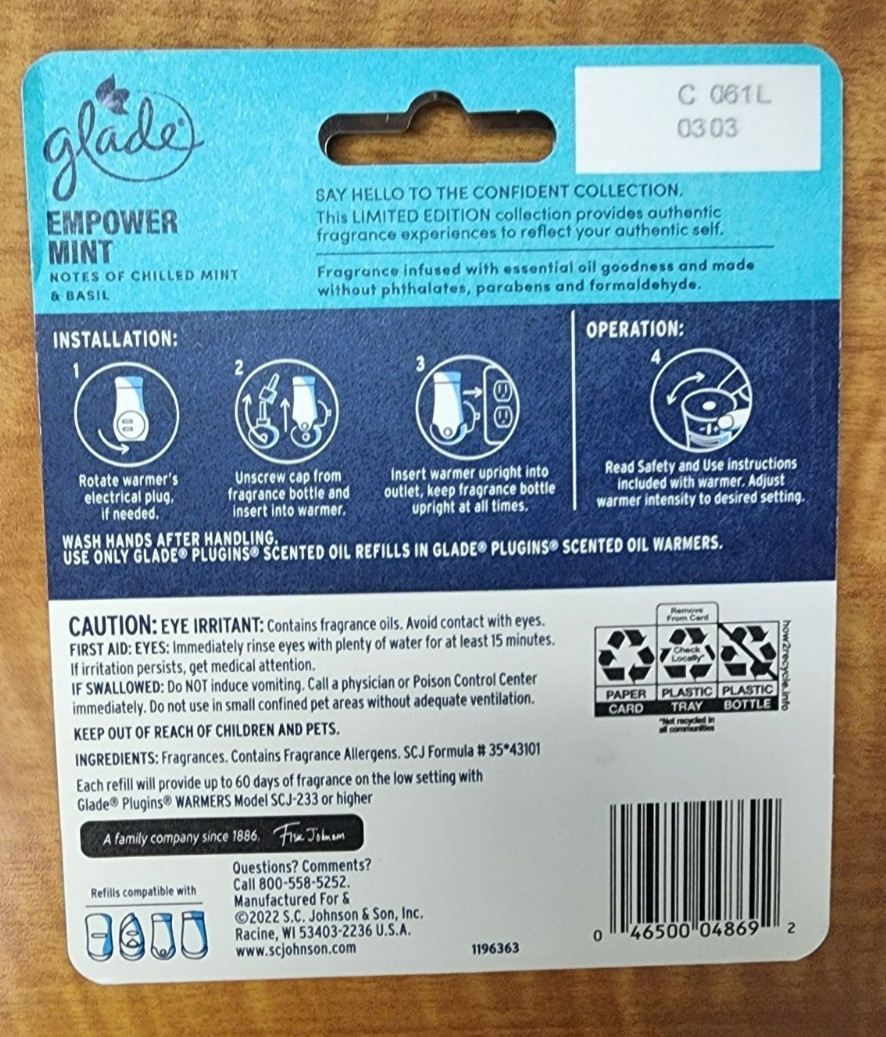 glade®
C 061L
0303
EMPOWER
MINT
NOTES OF CHILLED MINT
& BASIL
SAY HELLO TO THE CONFIDENT COLLECTION.
This LIMITED EDITION collection provides authentic
fragrance experiences to reflect your authentic self.
Fragrance infused with essential oil goodness and made
without phthalates, parabens and formaldehyde.
INSTALLATION:
1
Rotate warmer's
electrical plug,
if needed.
2
Unscrew cap from
fragrance bottle and
insert into warmer.
3
Insert warmer upright into
outlet, keep fragrance bottle
upright at all times.
OPERATION:
4
Read Safety and Use instructions
included with warmer. Adjust
warmer intensity to desired setting.
WASH HANDS AFTER HANDLING.
USE ONLY GLADE® PLUGINS® SCENTED OIL REFILLS IN GLADE® PLUGINS® SCENTED OIL WARMERS.
CAUTION: EYE IRRITANT: Contains fragrance oils. Avoid contact with eyes.
FIRST AID: EYES: Immediately rinse eyes with plenty of water for at least 15 minutes.
If irritation persists, get medical attention.
IF SWALLOWED: Do NOT induce vomiting. Call a physician or Poison Control Center
immediately. Do not use in small confined pet areas without adequate ventilation.
KEEP OUT OF REACH OF CHILDREN AND PETS.
INGREDIENTS: Fragrances. Contains Fragrance Allergens. SCJ Formula # 35*43101
Each refill will provide up to 60 days of fragrance on the low setting with
Glade® Plugins® WARMERS Model SCJ-233 or higher
A family company since 1886. Fisk Johnson
Refills compatible with
Questions? Comments?
Call 800-558-5252.
Manufactured For &
©2022 S.C. Johnson & Son, Inc.
Racine, WI 53403-2236 U.S.A.
www.scjohnson.com
1196363
Remove
From Card
Check
Locally*
PAPER
CARD
PLASTIC
TRAY
PLASTIC
BOTTLE
*Not recycled in
all communities
how2recycle.info
0 46500 04869 2